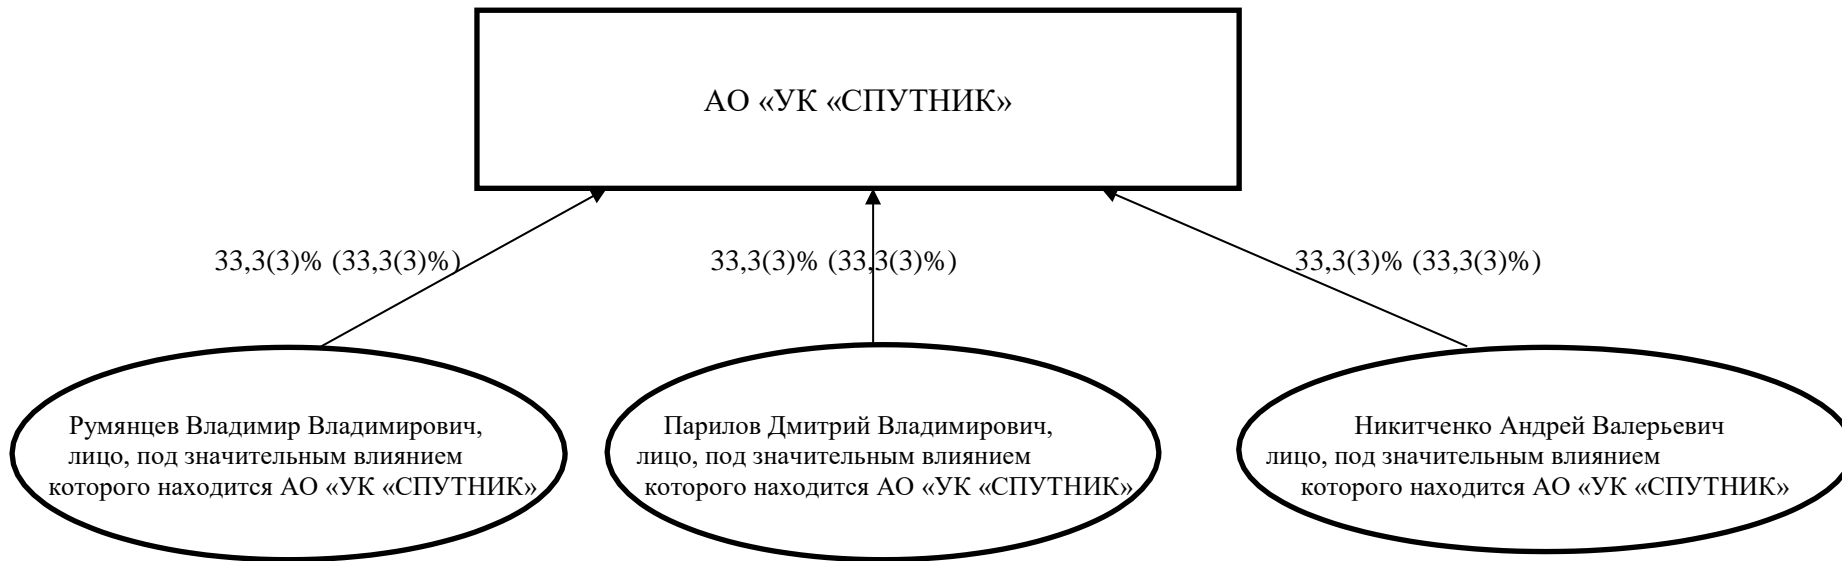 АО «УК «СПУТНИК»
33,3(3)% (33,3(3)%)
33,3(3)% (33,3(3)%)
33,3(3)% (33,3(3)%)
Румянцев Владимир Владимирович,
лицо, под значительным влиянием
которого находится АО «УК «СПУТНИК»
Парилов Дмитрий Владимирович,
лицо, под значительным влиянием
которого находится АО «УК «СПУТНИК»
Никитченко Андрей Валерьевич
лицо, под значительным влиянием
которого находится АО «УК «СПУТНИК»